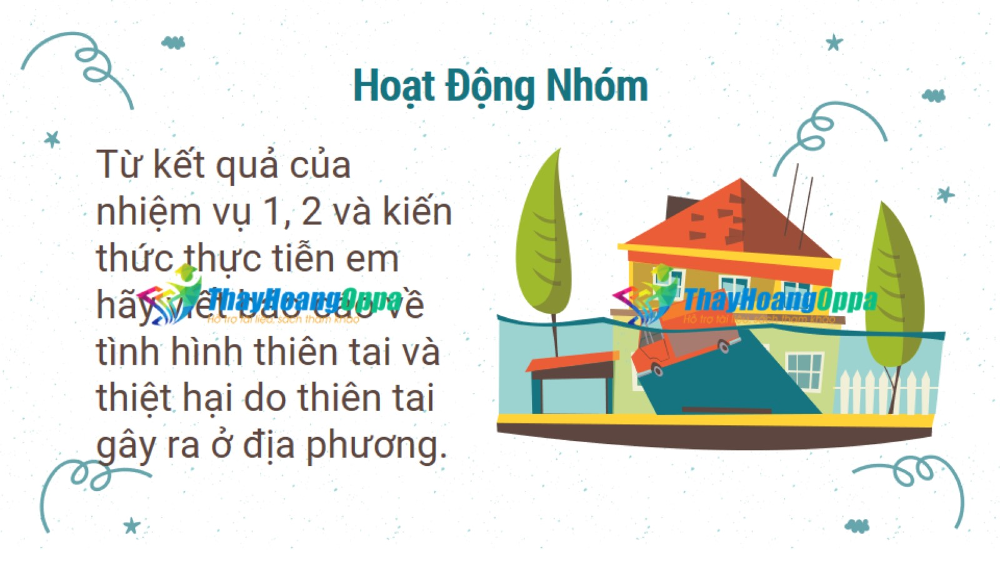 Hoạt Động Nhóm
Từ kết quả của
nhiệm vụ 1, 2 và kiến
thức thực tiễn em
hãy viết báo cáo về
tình hình thiên tai và
thiệt hại do thiên tai
gây ra ở địa phương.
ThayHoangOppa
Hỗ trợ tài liệu, sách tham khảo
ThayHoangOppa
Hỗ trợ tài liệu, sách tham khảo